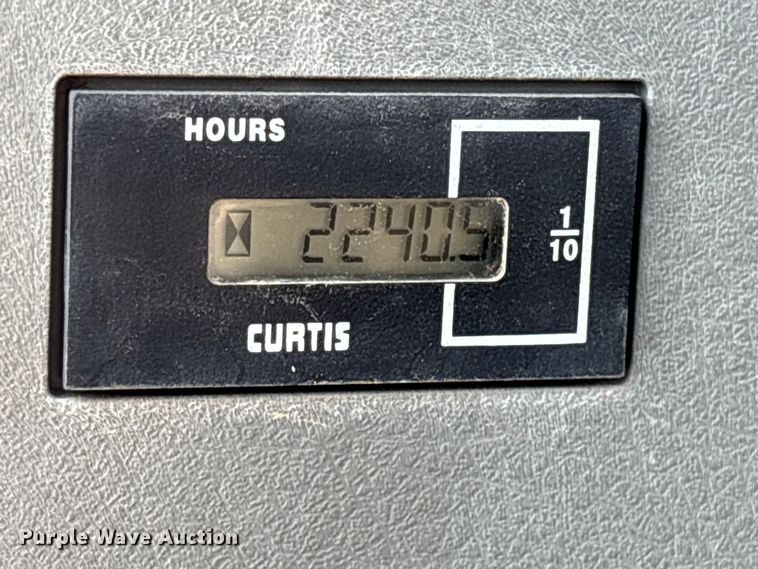 HOURS
2240.5
1
10
CURTIS
Purple Wave Auction